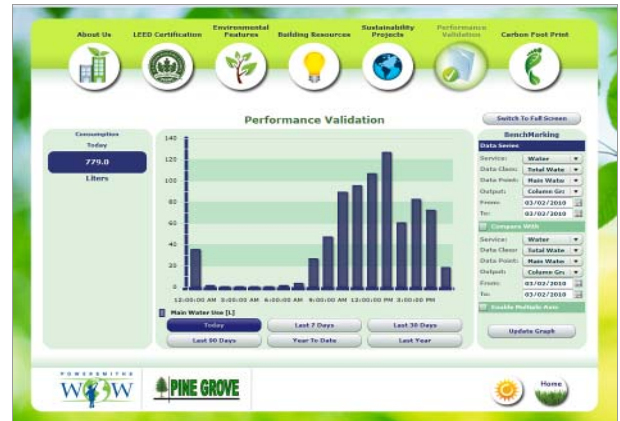 About Us
LEED Certification
Environmental
Features
Building Resources
Sustainability
Projects
Performance
Validation
Carbon Foot Print
Performance Validation
Switch To Full Screen
Consumption
Today
779.0
Liters
140
120
100
80
60
40
20
0
12:00:00 AM 3:00:00 AM 6:00:00 AM 9:00:00 AM 12:00:00 PM 3:00:00 PM
Main Water Use [L]
Today
Last 7 Days
Last 30 Days
Last 90 Days
Year To Date
Last Year
BenchMarking
Data Series
Service: Water
Data Class: Total Wate
Data Point: Main Wate
Output: Column Gra
From: 03/02/2010
To: 03/02/2010
Compare With
Service: Water
Data Class: Total Wate
Data Point: Main Wate
Output: Column Gra
From: 03/02/2010
To: 03/02/2010
Enable Multiple Axis
Update Graph
POWERSMITHS
WOW
PINE GROVE
Home